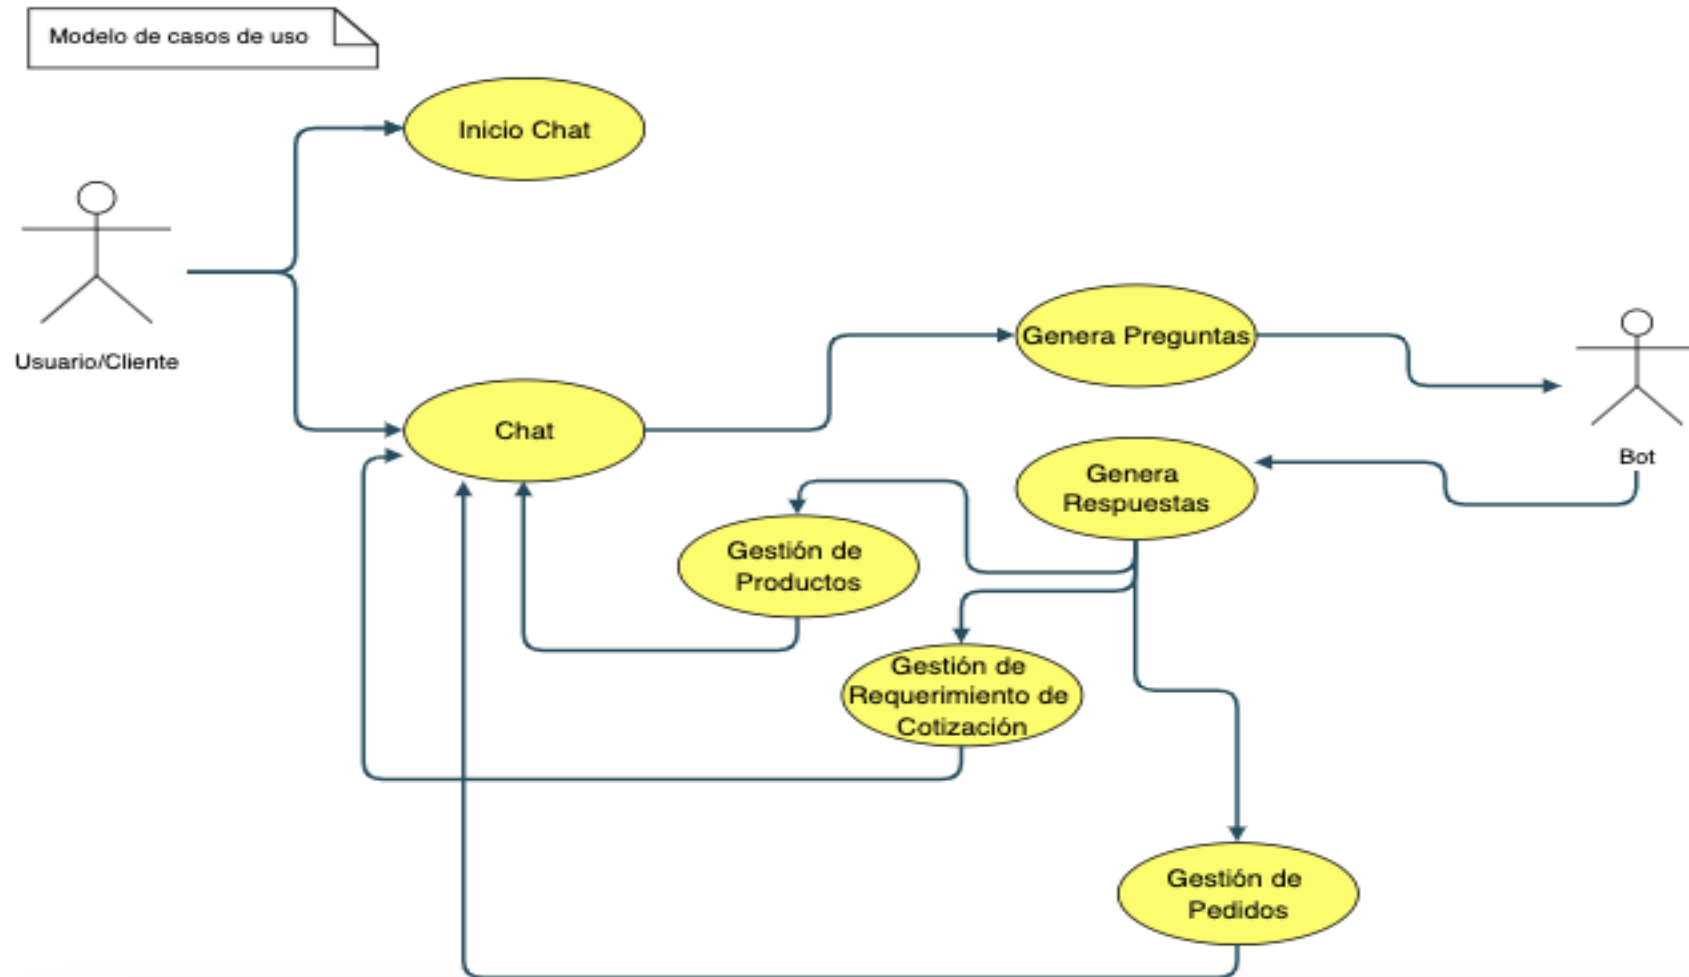 Modelo de casos de uso
Inicio Chat
Usuario/Cliente
Genera Preguntas
Chat
Bot
Genera
Respuestas
Gestión de
Productos
Gestión de
Requerimiento de
Cotización
Gestión de
Pedidos